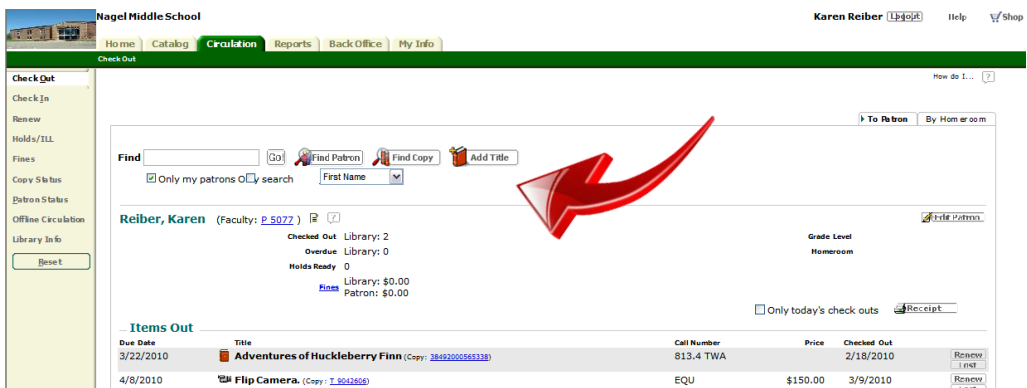 Nagel Middle School Karen Reiber Logout Help Shop
Home Catalog Circulation Reports Back Office My Info
Check Out
Check Out How do I... ?
Check In
Renew To Patron By Homeroom
Holds/ILL
Fines Find Go! Find Patron Find Copy Add Title
Copy Status Only my patrons Only search First Name
Patron Status
Offline Circulation Reiber, Karen (Faculty: P 5077 ) ? Edit Patron
Library Info Checked Out Library: 2 Grade Level
Overdue Library: 0 Homeroom
Reset Holds Ready 0
Fines Library: $0.00
Patron: $0.00
Only today's check outs Receipt
Items Out
Due Date Title Call Number Price Checked Out
3/22/2010 Adventures of Huckleberry Finn (Copy: 38492000565338) 813.4 TWA 2/18/2010 Renew
Lost
4/8/2010 Flip Camera. (Copy: T 9042606) EQU $150.00 3/9/2010 Renew